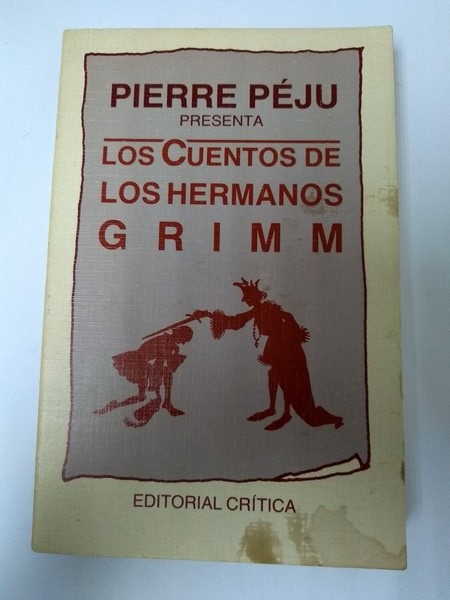 PIERRE PÉJU
PRESENTA
LOS CUENTOS DE
LOS HERMANOS
GRIMM
EDITORIAL CRÍTICA